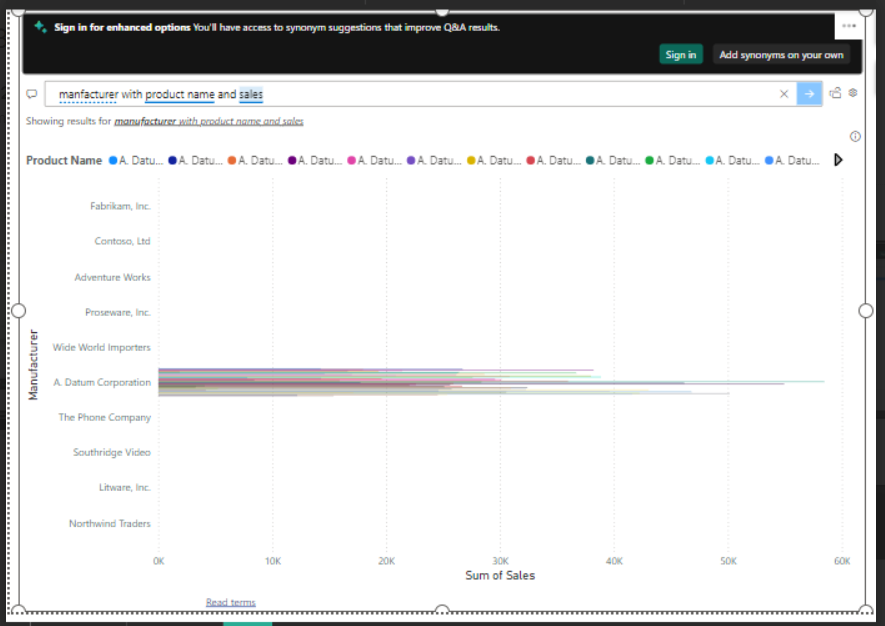 Sign in for enhanced options You'll have access to synonym suggestions that improve Q&A results.
Sign in Add synonyms on your own
manfacturer with product name and sales
Showing results for manufacturer with product name and sales
Product Name A. Datu... A. Datu... A. Datu... A. Datu... A. Datu... A. Datu... A. Datu... A. Datu... A. Datu... A. Datu... A. Datu... A. Datu...
Manufacturer
Fabrikam, Inc.
Contoso, Ltd
Adventure Works
Proseware, Inc.
Wide World Importers
A. Datum Corporation
The Phone Company
Southridge Video
Litware, Inc.
Northwind Traders
0K 10K 20K 30K 40K 50K 60K
Sum of Sales
Read terms